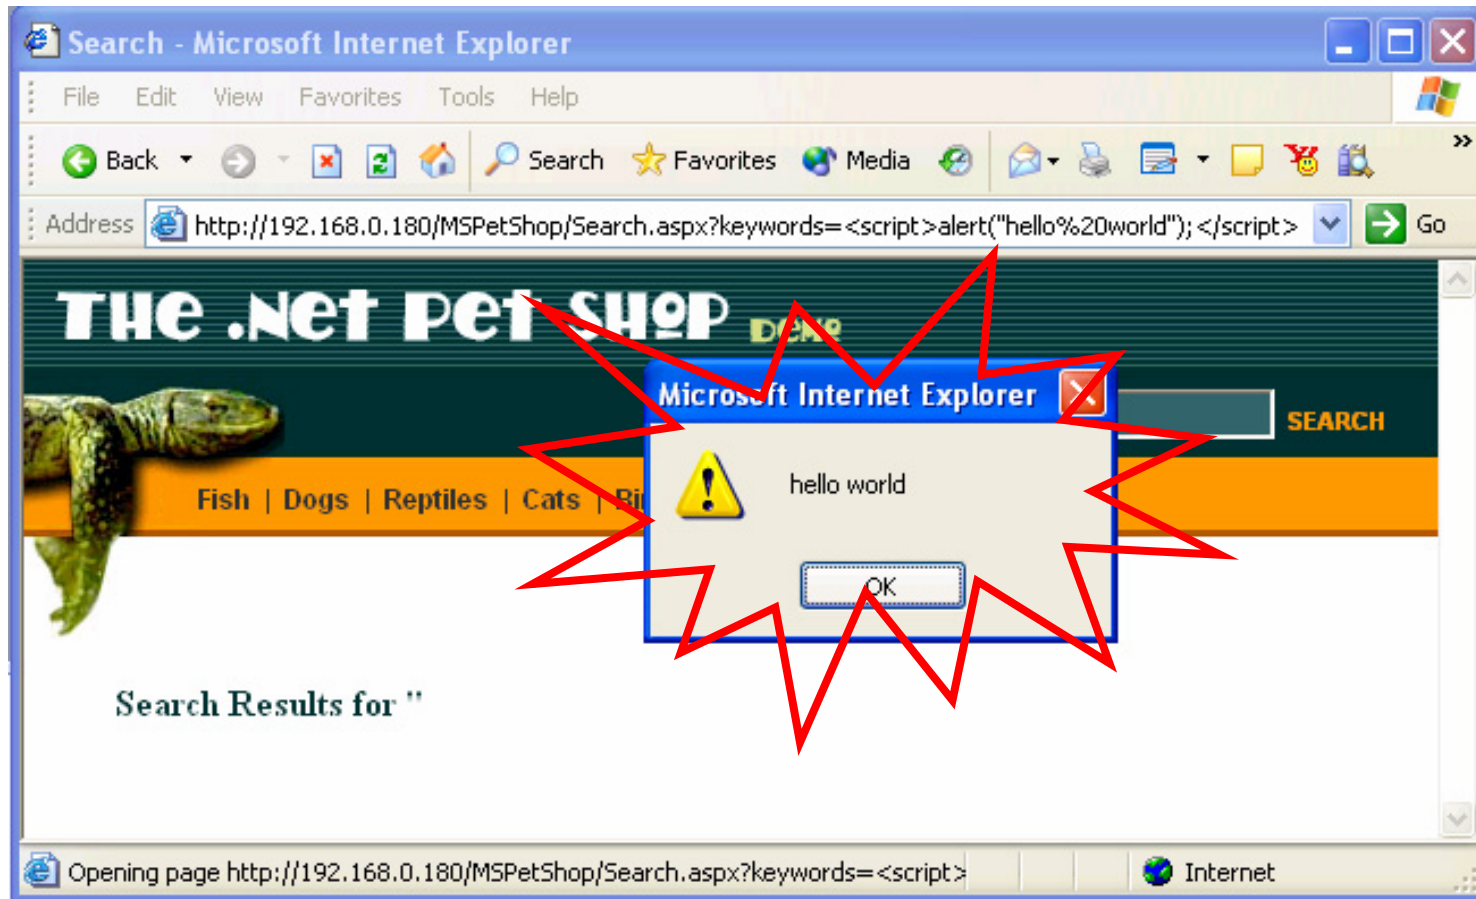 Search - Microsoft Internet Explorer
File Edit View Favorites Tools Help
Back Search Favorites Media »
Address http://192.168.0.180/MSPetShop/Search.aspx?keywords=<script>alert("hello%20world");</script> Go
THE .NET PET SHOP DEMO
Microsoft Internet Explorer
SEARCH
hello world
Fish | Dogs | Reptiles | Cats | Bi
OK
Search Results for ''
Opening page http://192.168.0.180/MSPetShop/Search.aspx?keywords=<script> Internet